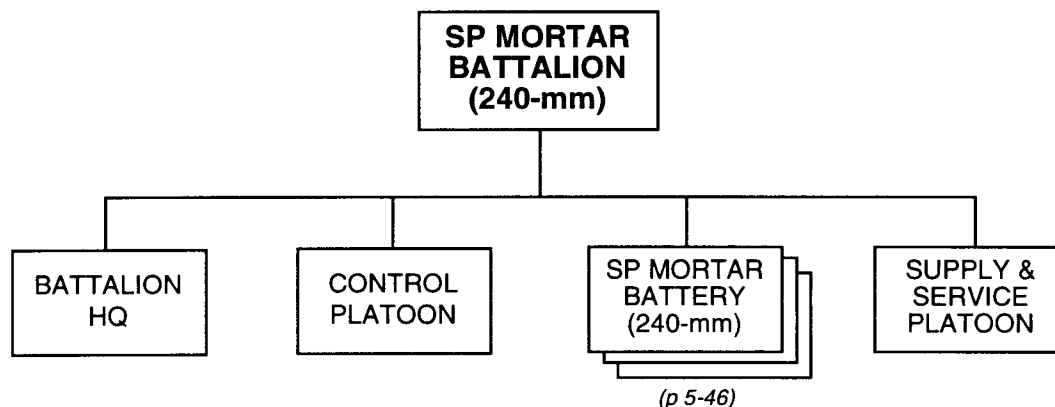 SP MORTAR
BATTALION
(240-mm)
BATTALION
HQ
CONTROL
PLATOON
SP MORTAR
BATTERY
(240-mm)
SUPPLY &
SERVICE
PLATOON
(p 5-46)